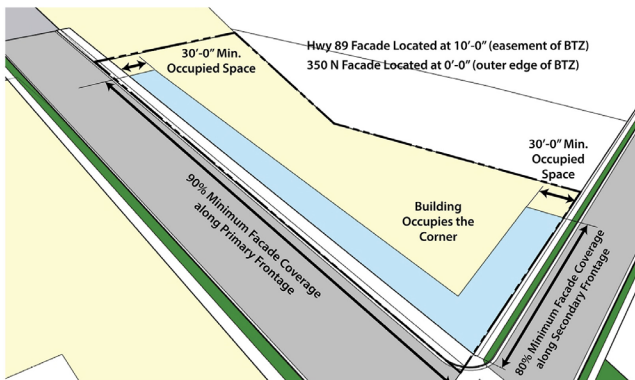 Hwy 89 Facade Located at 10'-0" (easement of BTZ)
350 N Facade Located at 0'-0" (outer edge of BTZ)
30'-0" Min.
Occupied Space
30'-0" Min.
Occupied
Space
Building
Occupies the
Corner
90% Minimum Facade Coverage
along Primary Frontage
80% Minimum Facade Coverage
along Secondary Frontage